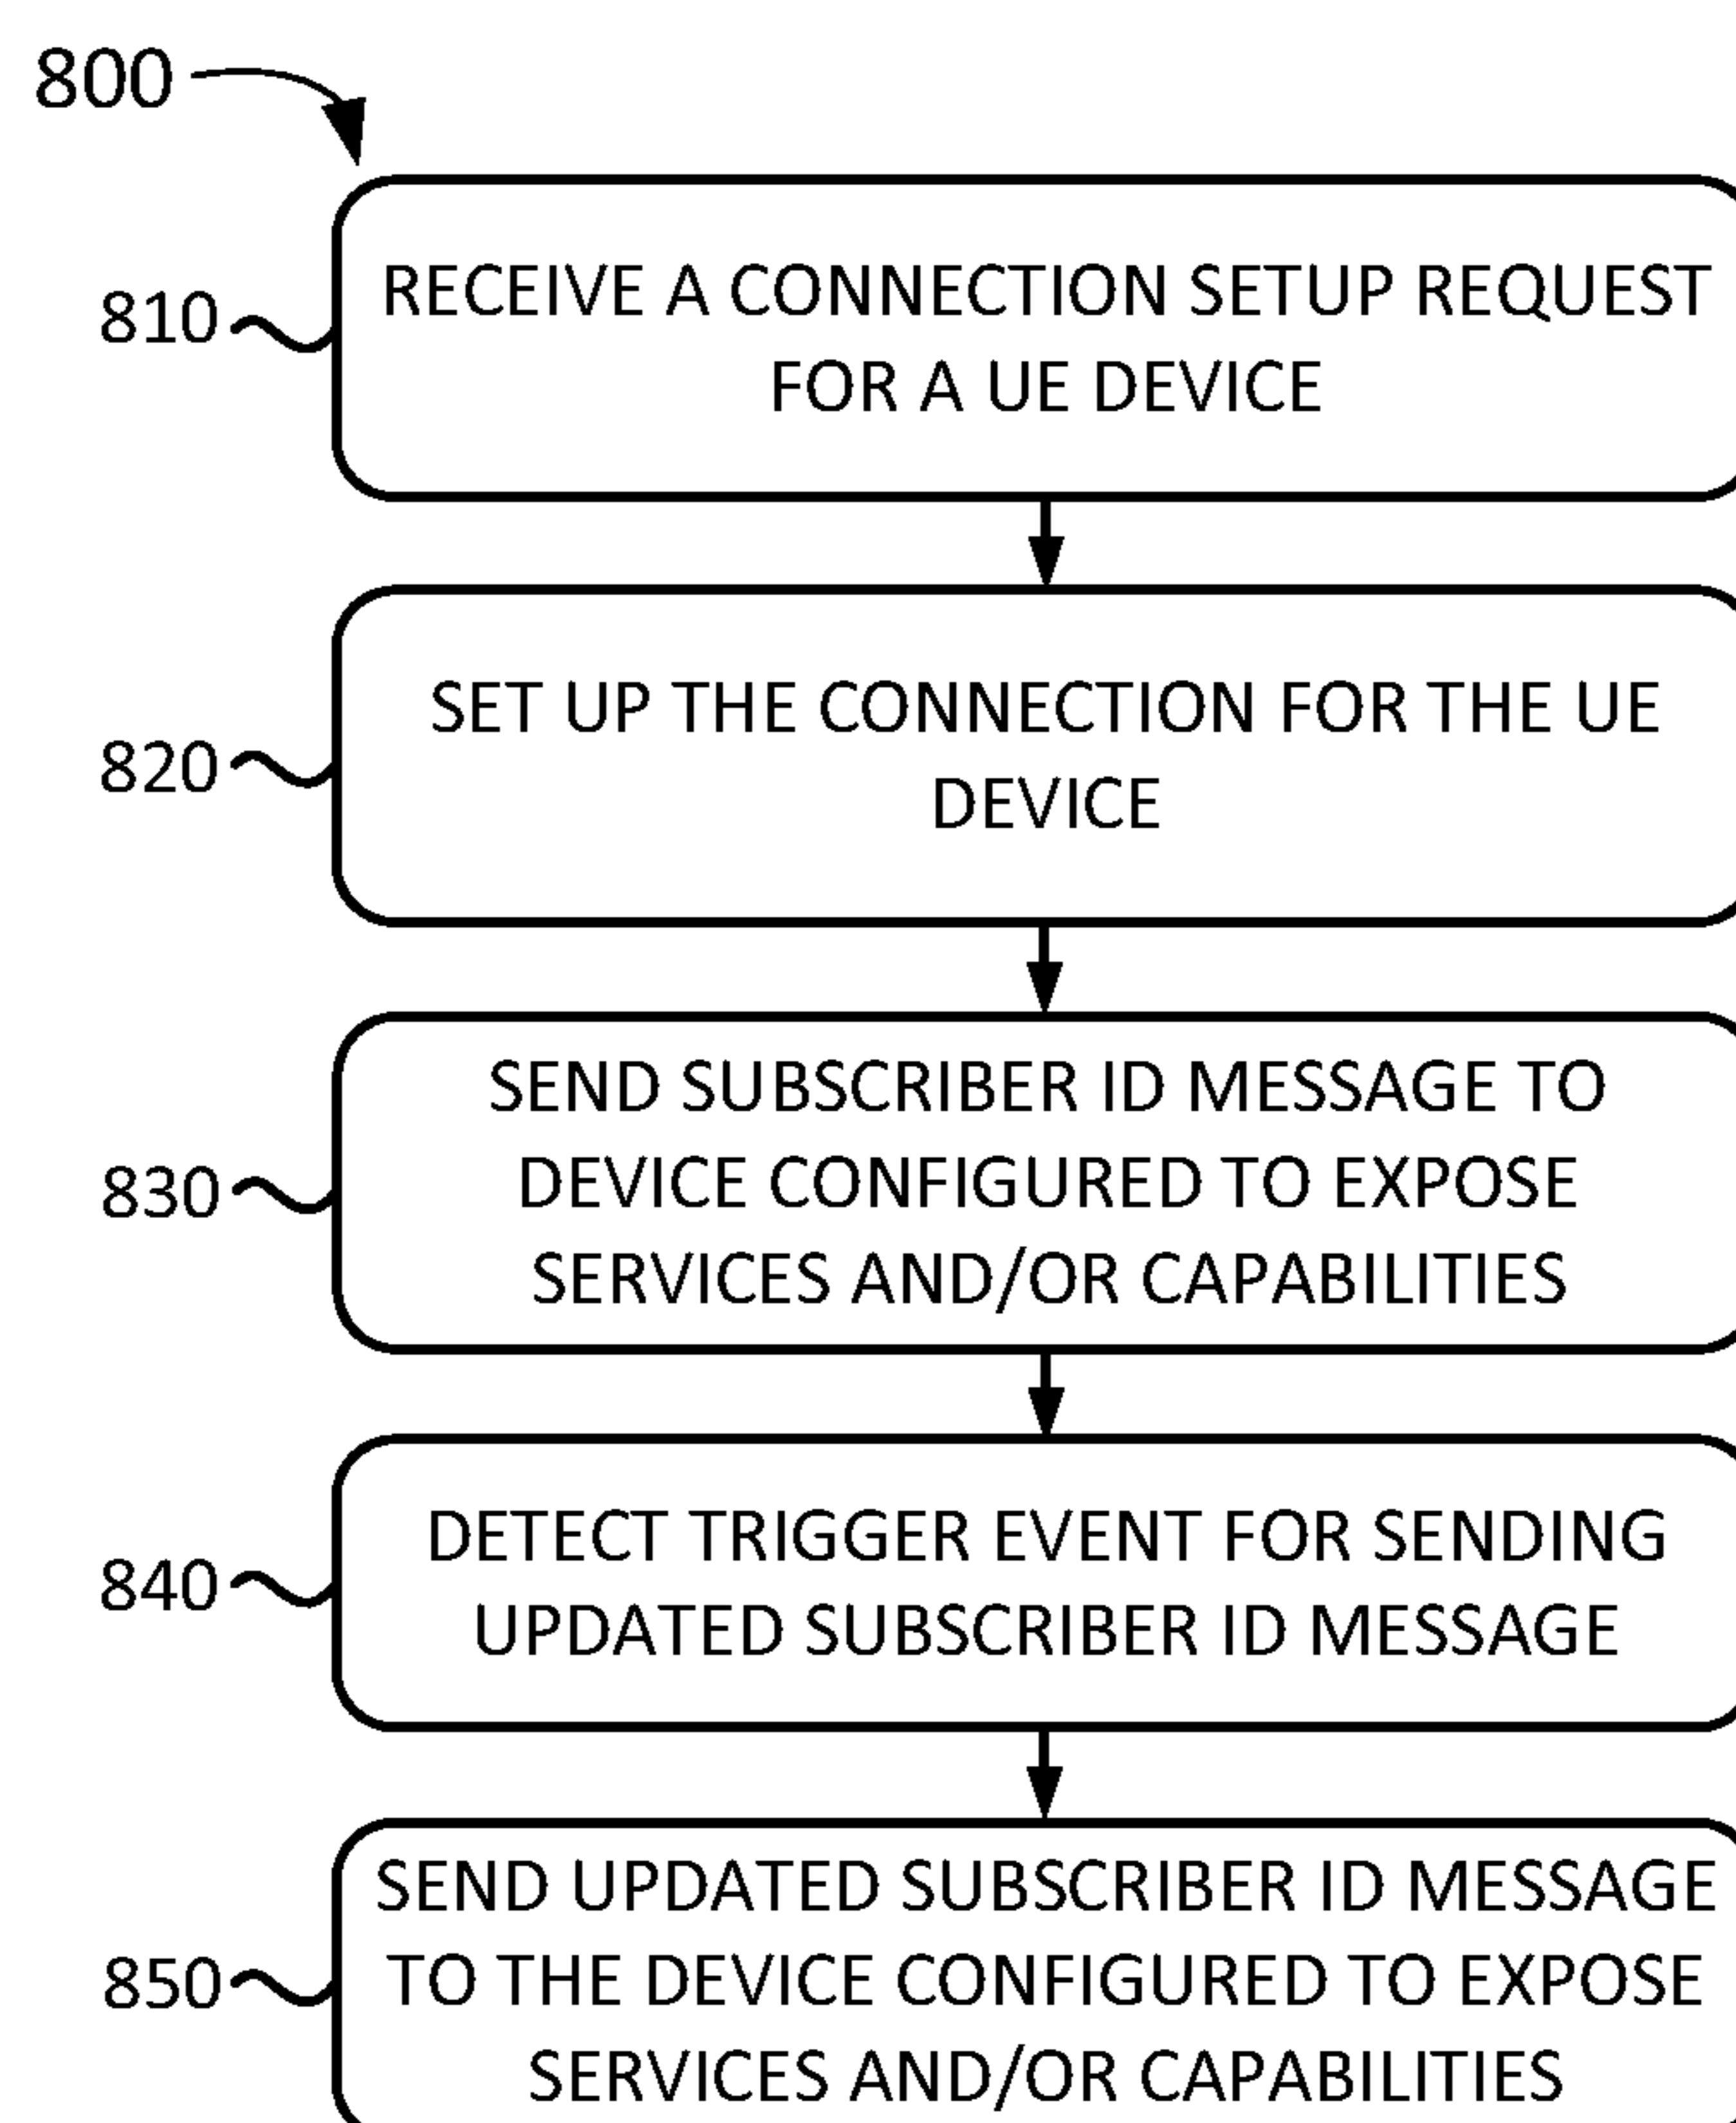 800
810
RECEIVE A CONNECTION SETUP REQUEST
FOR A UE DEVICE
820
SET UP THE CONNECTION FOR THE UE
DEVICE
830
SEND SUBSCRIBER ID MESSAGE TO
DEVICE CONFIGURED TO EXPOSE
SERVICES AND/OR CAPABILITIES
840
DETECT TRIGGER EVENT FOR SENDING
UPDATED SUBSCRIBER ID MESSAGE
850
SEND UPDATED SUBSCRIBER ID MESSAGE
TO THE DEVICE CONFIGURED TO EXPOSE
SERVICES AND/OR CAPABILITIES